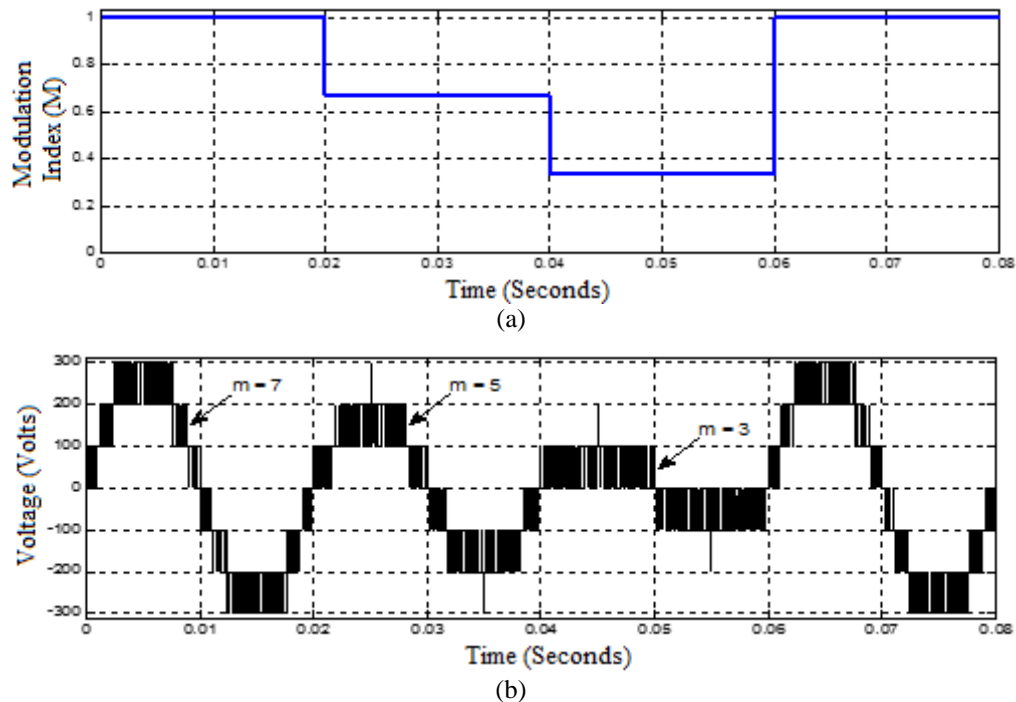 1
0.8
0.6
0.4
0.2
0
Modulation
Index (M)
0 0.01 0.02 0.03 0.04 0.05 0.06 0.07 0.08
Time (Seconds)
(a)
300
200
100
0
-100
-200
-300
Voltage (Volts)
m = 7
m = 5
m = 3
0 0.01 0.02 0.03 0.04 0.05 0.06 0.07 0.08
Time (Seconds)
(b)